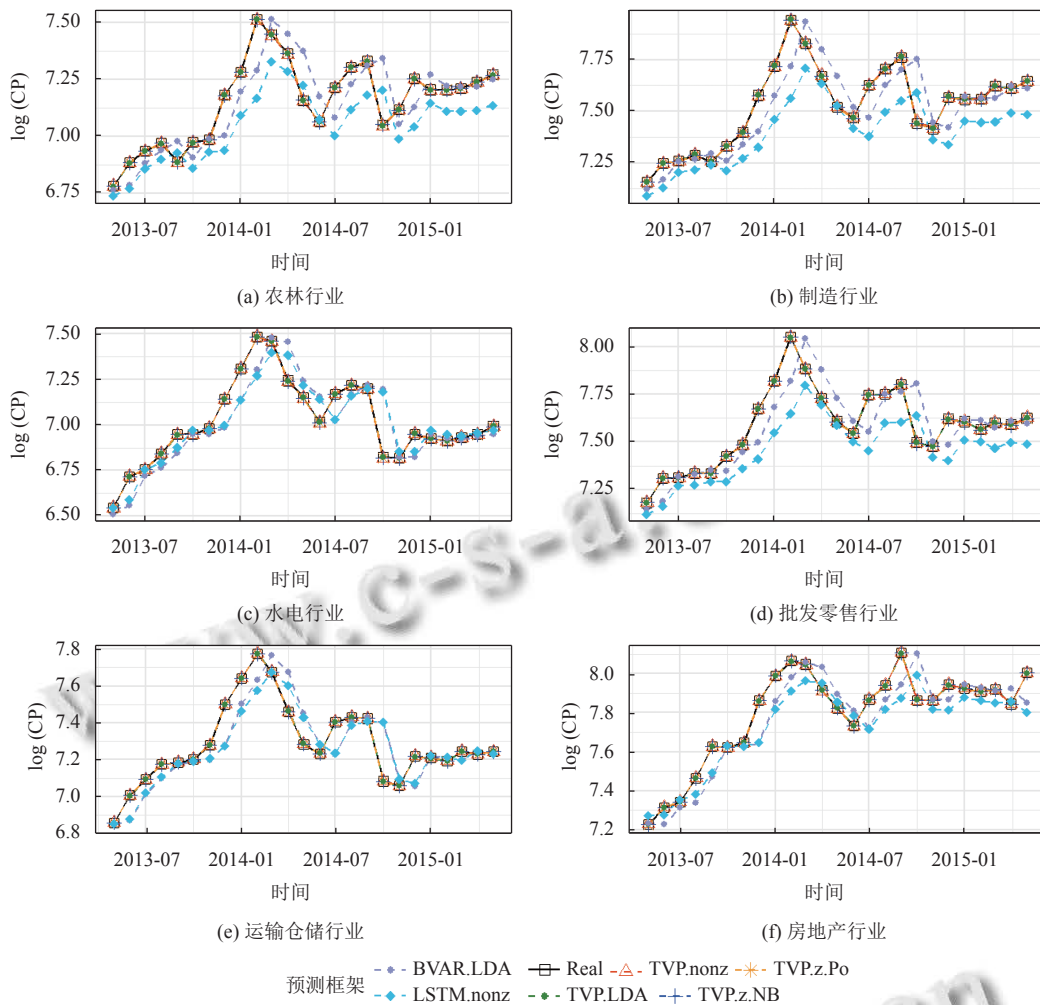 7.50
7.25
7.00
6.75
log (CP)
2013-07 2014-01 2014-07 2015-01
时间
(a) 农林行业
7.75
7.50
7.25
log (CP)
2013-07 2014-01 2014-07 2015-01
时间
(b) 制造行业
7.50
7.25
7.00
6.75
6.50
log (CP)
2013-07 2014-01 2014-07 2015-01
时间
(c) 水电行业
8.00
7.75
7.50
7.25
log (CP)
2013-07 2014-01 2014-07 2015-01
时间
(d) 批发零售行业
7.8
7.6
7.4
7.2
7.0
6.8
log (CP)
2013-07 2014-01 2014-07 2015-01
时间
(e) 运输仓储行业
8.0
7.8
7.6
7.4
7.2
log (CP)
2013-07 2014-01 2014-07 2015-01
时间
(f) 房地产行业
预测框架
BVAR.LDA Real TVP.nonz TVP.z.Po
LSTM.nonz TVP.LDA TVP.z.NB